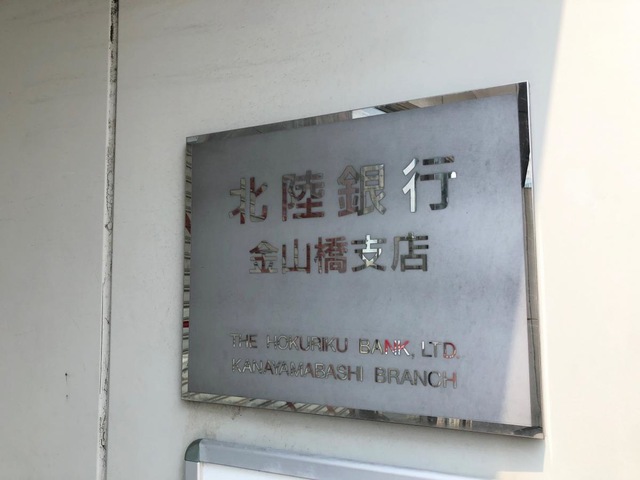 北陸銀行
金山橋支店
THE HOKURIKU BANK, LTD.
KANAYAMABASHI BRANCH